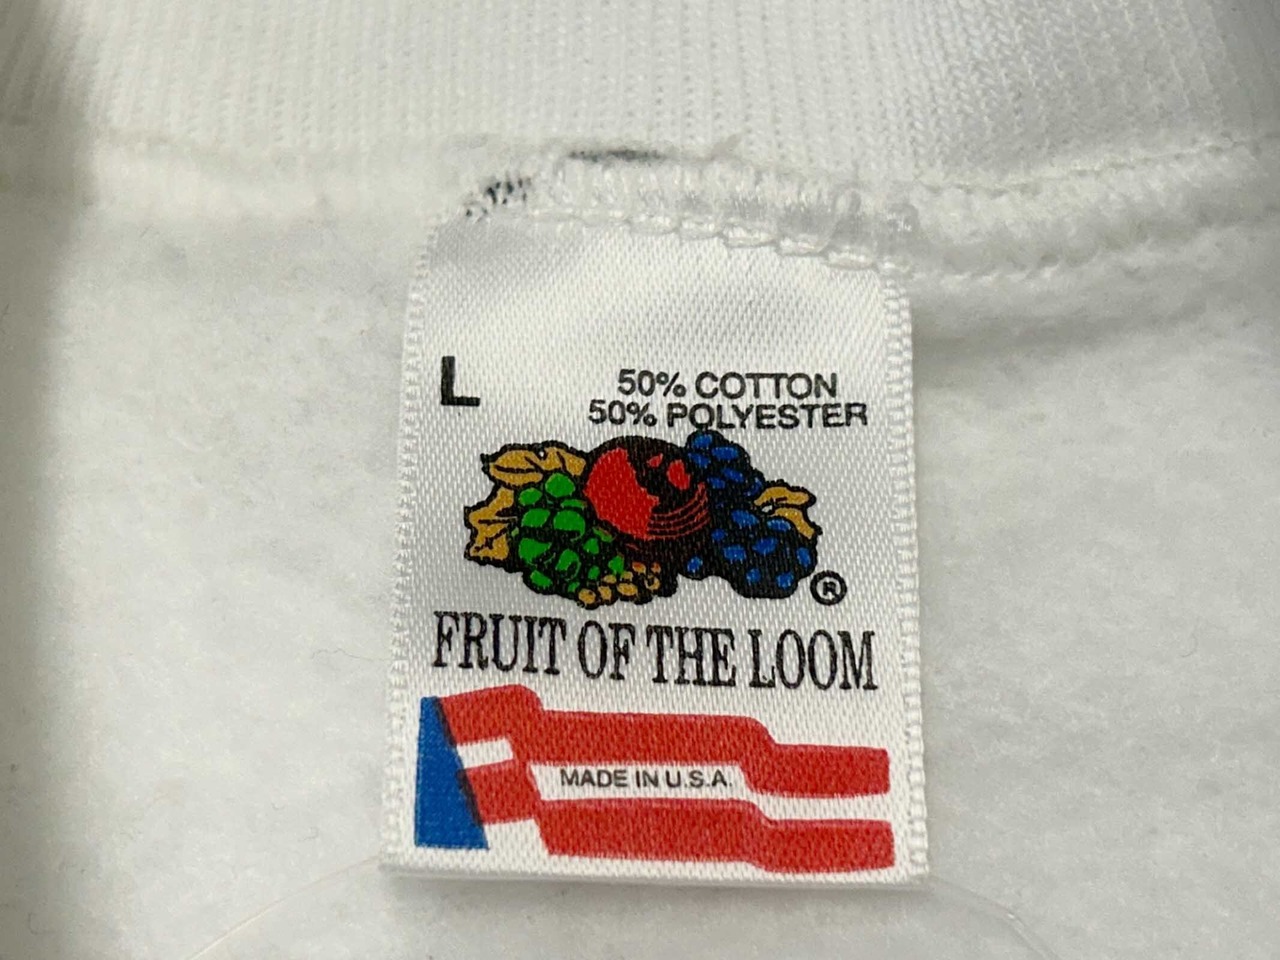 L
50% COTTON
50% POLYESTER
®
FRUIT OF THE LOOM
MADE IN U.S.A.